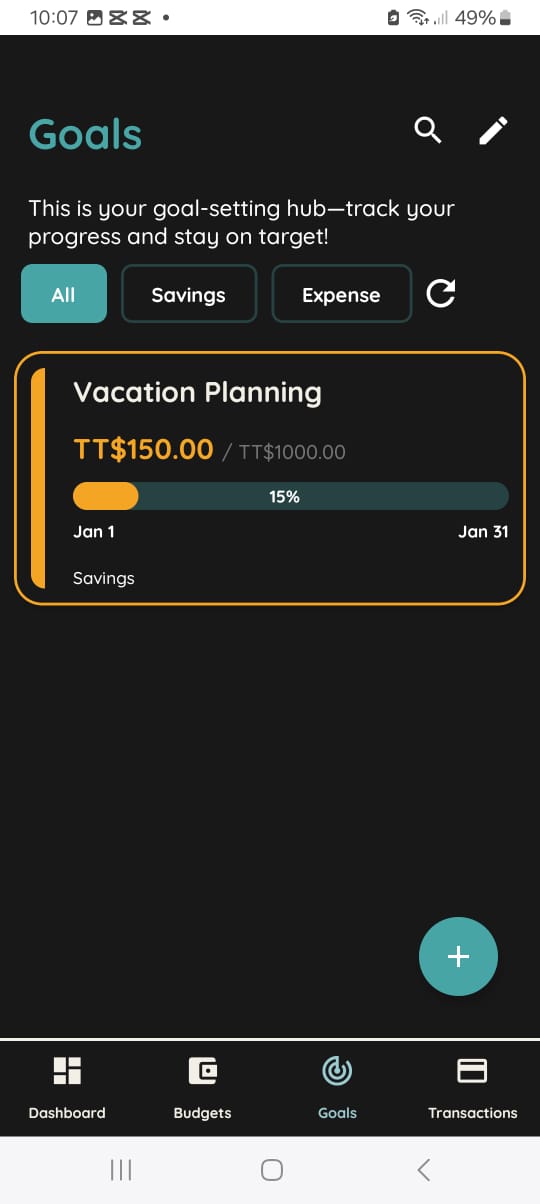 10:07 49%
Goals
This is your goal-setting hub—track your
progress and stay on target!
All Savings Expense
Vacation Planning
TT$150.00 / TT$1000.00
15%
Jan 1 Jan 31
Savings
Dashboard Budgets Goals Transactions